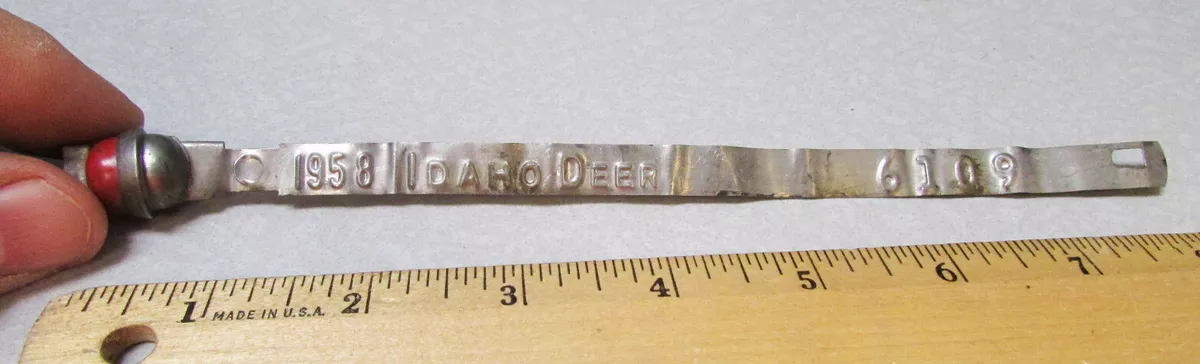 1958 IDAHO DEER 6109
1 2 3 4 5 6 7
MADE IN U.S.A.